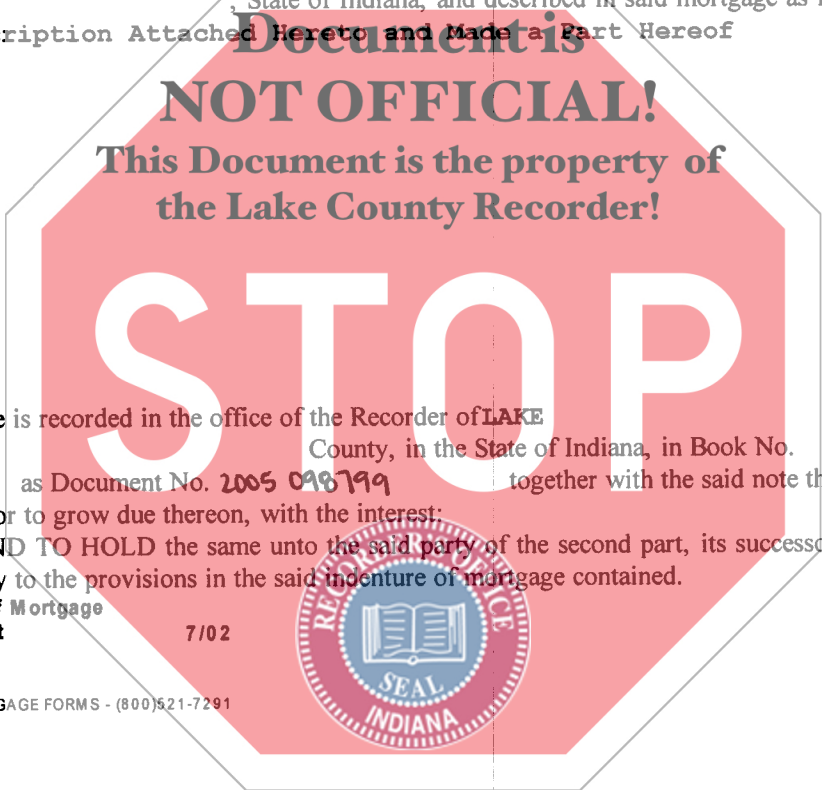 , State of Indiana, and described in said mortgage as
ription Attached Hereto and Made a Part Hereof
Document is
NOT OFFICIAL!
This Document is the property of
the Lake County Recorder!
STOP
e is recorded in the office of the Recorder of LAKE
County, in the State of Indiana, in Book No.
as Document No. 2005 098799 together with the said note th
or to grow due thereon, with the interest;
ND TO HOLD the same unto the said party of the second part, its successo
y to the provisions in the said indenture of mortgage contained.
f Mortgage
t 7/02
GAGE FORMS - (800)521-7291
RECORDER'S OFFICE
SEAL
INDIANA